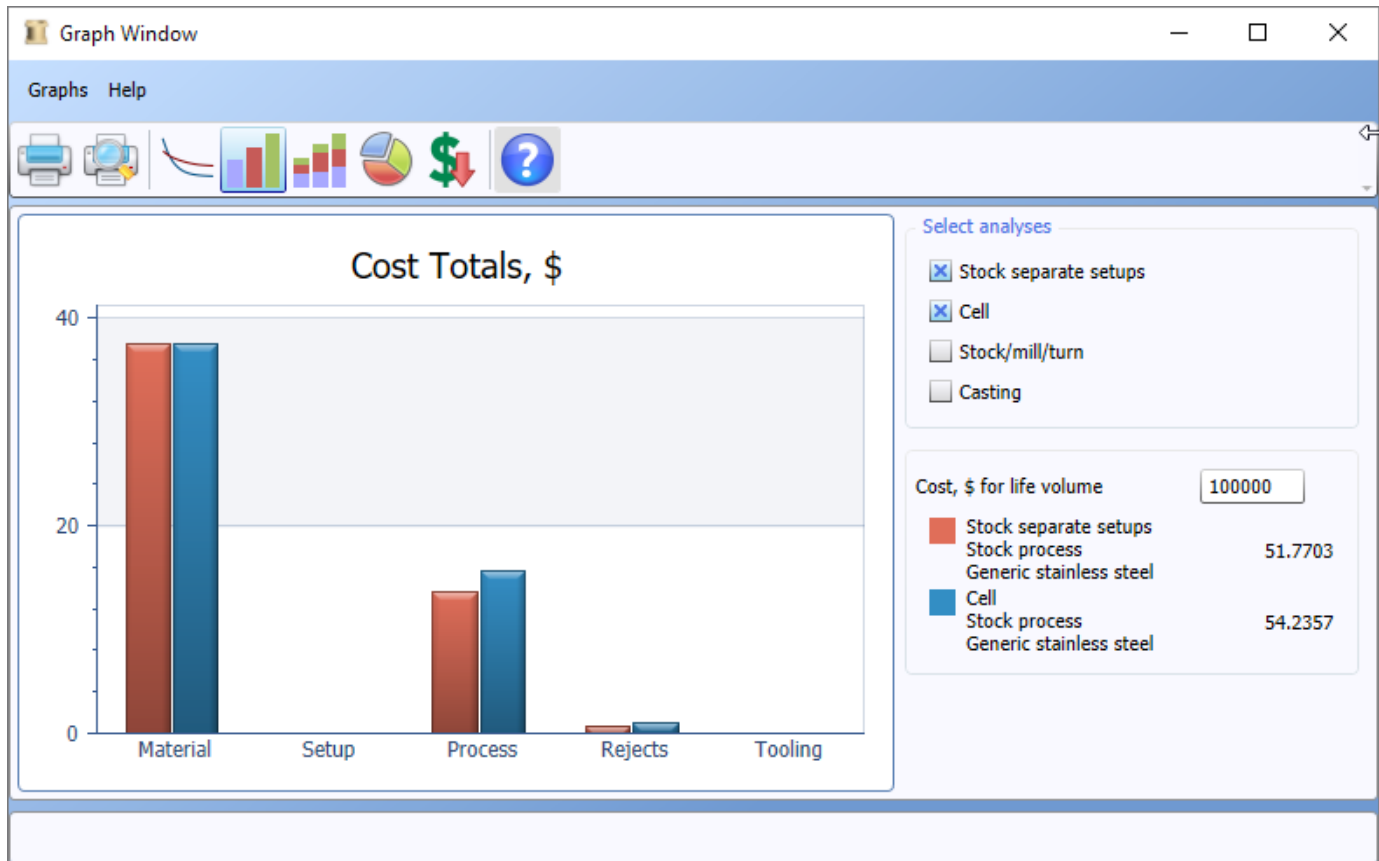 Graph Window
Graphs Help
Cost Totals, $
40
20
0
Material Setup Process Rejects Tooling
Select analyses
Stock separate setups
Cell
Stock/mill/turn
Casting
Cost, $ for life volume 100000
Stock separate setups
Stock process 51.7703
Generic stainless steel
Cell
Stock process 54.2357
Generic stainless steel